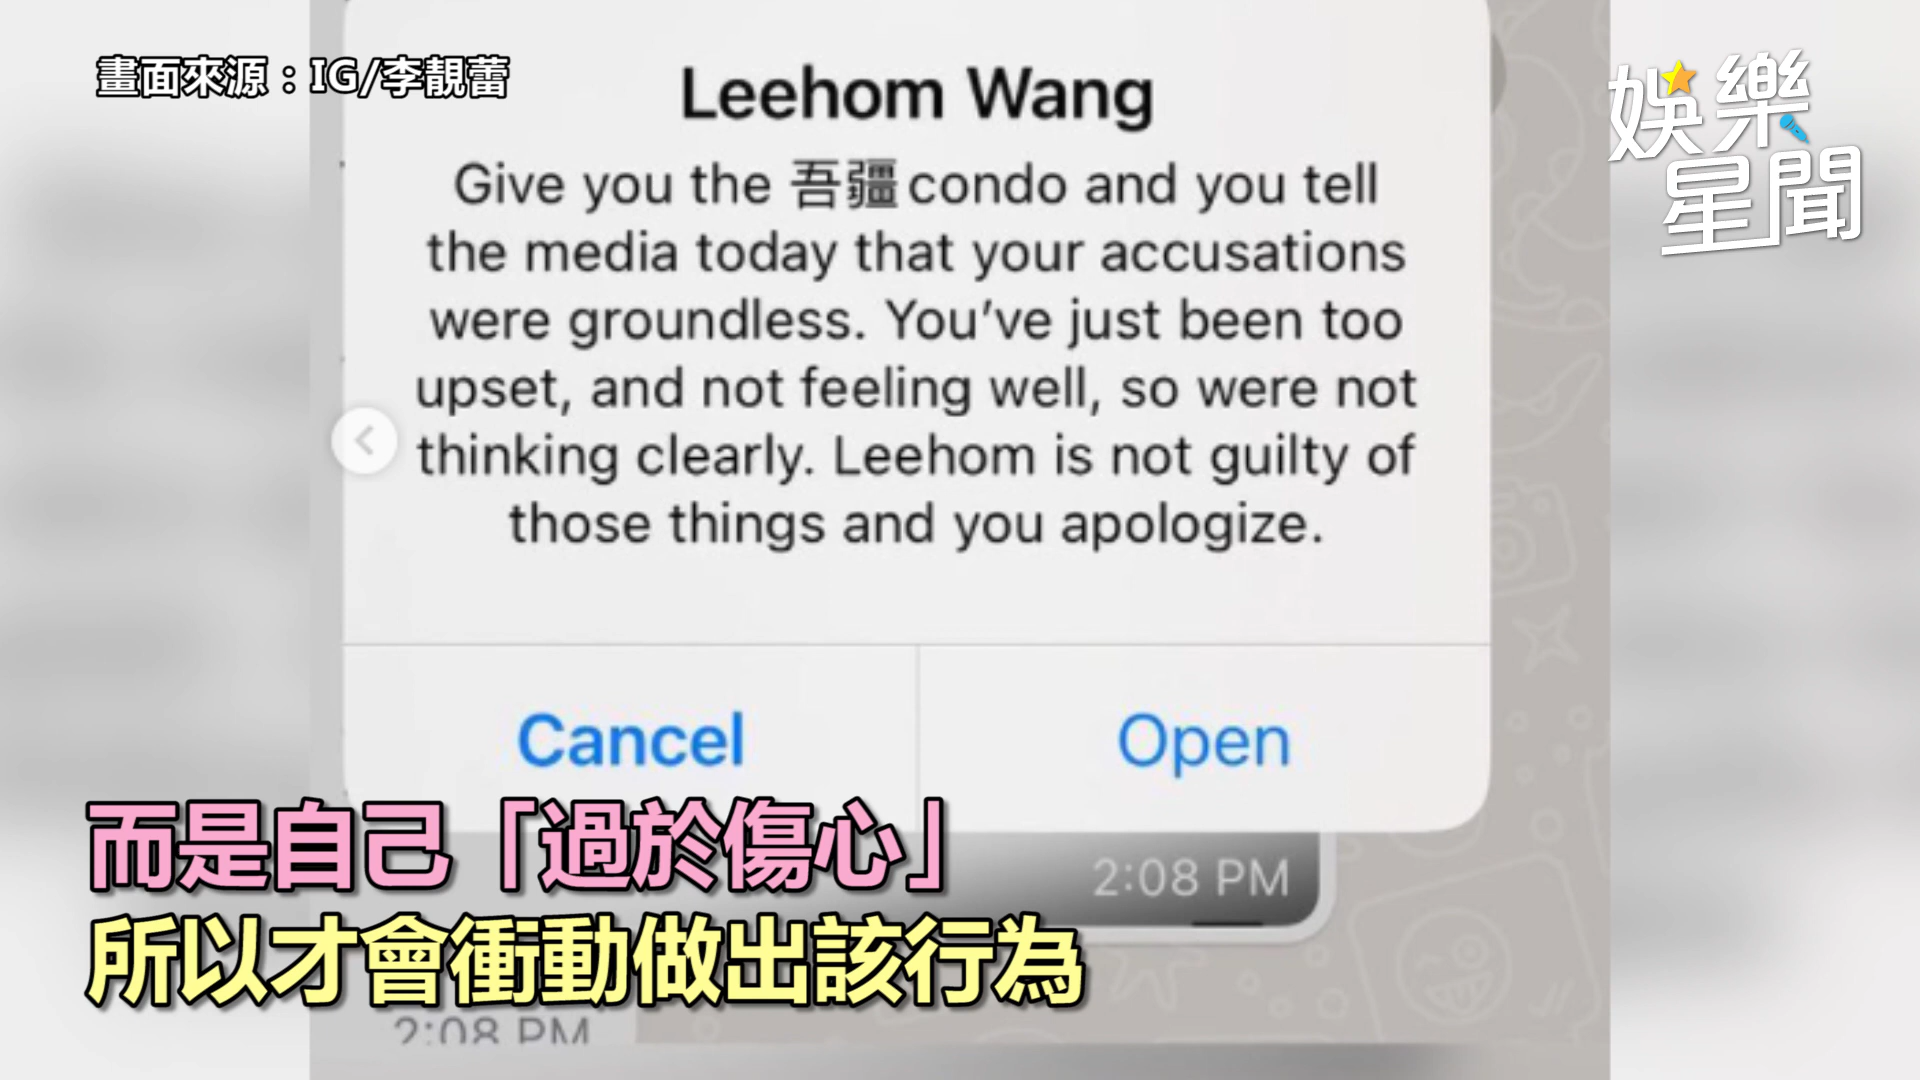 畫面來源：IG/李靚蕾
娛樂
星聞
Leehom Wang
Give you the 吾疆 condo and you tell
the media today that your accusations
were groundless. You’ve just been too
upset, and not feeling well, so were not
thinking clearly. Leehom is not guilty of
those things and you apologize.
Cancel
Open
而是自己「過於傷心」
2:08 PM
所以才會衝動做出該行為
2:08 PM